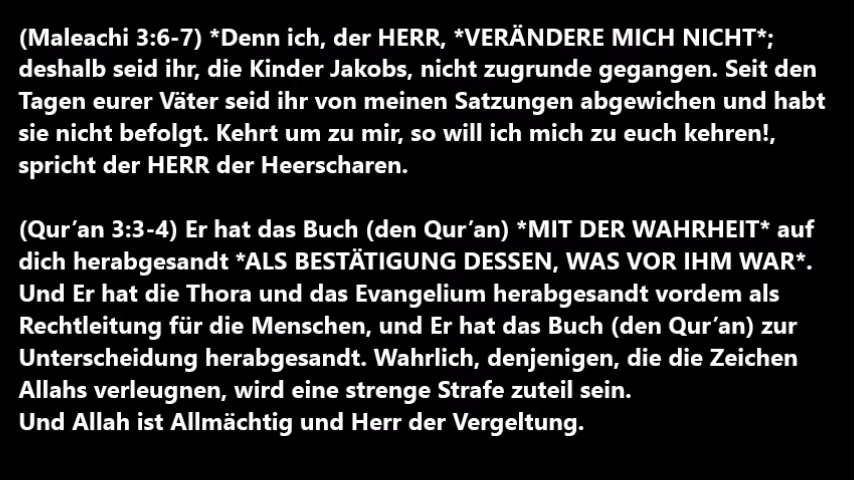 (Maleachi 3:6-7) *Denn ich, der HERR, *VERÄNDERE MICH NICHT*;
deshalb seid ihr, die Kinder Jakobs, nicht zugrunde gegangen. Seit den
Tagen eurer Väter seid ihr von meinen Satzungen abgewichen und habt
sie nicht befolgt. Kehrt um zu mir, so will ich mich zu euch kehren!,
spricht der HERR der Heerscharen.
(Qur’an 3:3-4) Er hat das Buch (den Qur’an) *MIT DER WAHRHEIT* auf
dich herabgesandt *ALS BESTÄTIGUNG DESSEN, WAS VOR IHM WAR*.
Und Er hat die Thora und das Evangelium herabgesandt vordem als
Rechtleitung für die Menschen, und Er hat das Buch (den Qur’an) zur
Unterscheidung herabgesandt. Wahrlich, denjenigen, die die Zeichen
Allahs verleugnen, wird eine strenge Strafe zuteil sein.
Und Allah ist Allmächtig und Herr der Vergeltung.